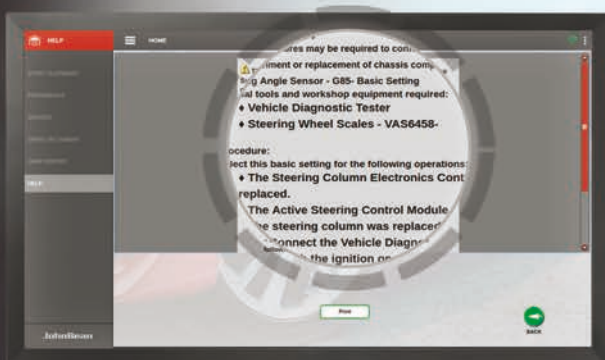 HELP
HOME
res may be required to con
ment or replacement of chassis comp
g Angle Sensor - G85- Basic Setting
al tools and workshop equipment required:
♦ Vehicle Diagnostic Tester
♦ Steering Wheel Scales - VAS6458-
ocedure:
lect this basic setting for the following operations:
♦ The Steering Column Electronics Cont
replaced.
The Active Steering Control Module
e steering column was replaced
onnect the Vehicle Diagn
the ignition on
HELP
Print
BACK
JohnBean